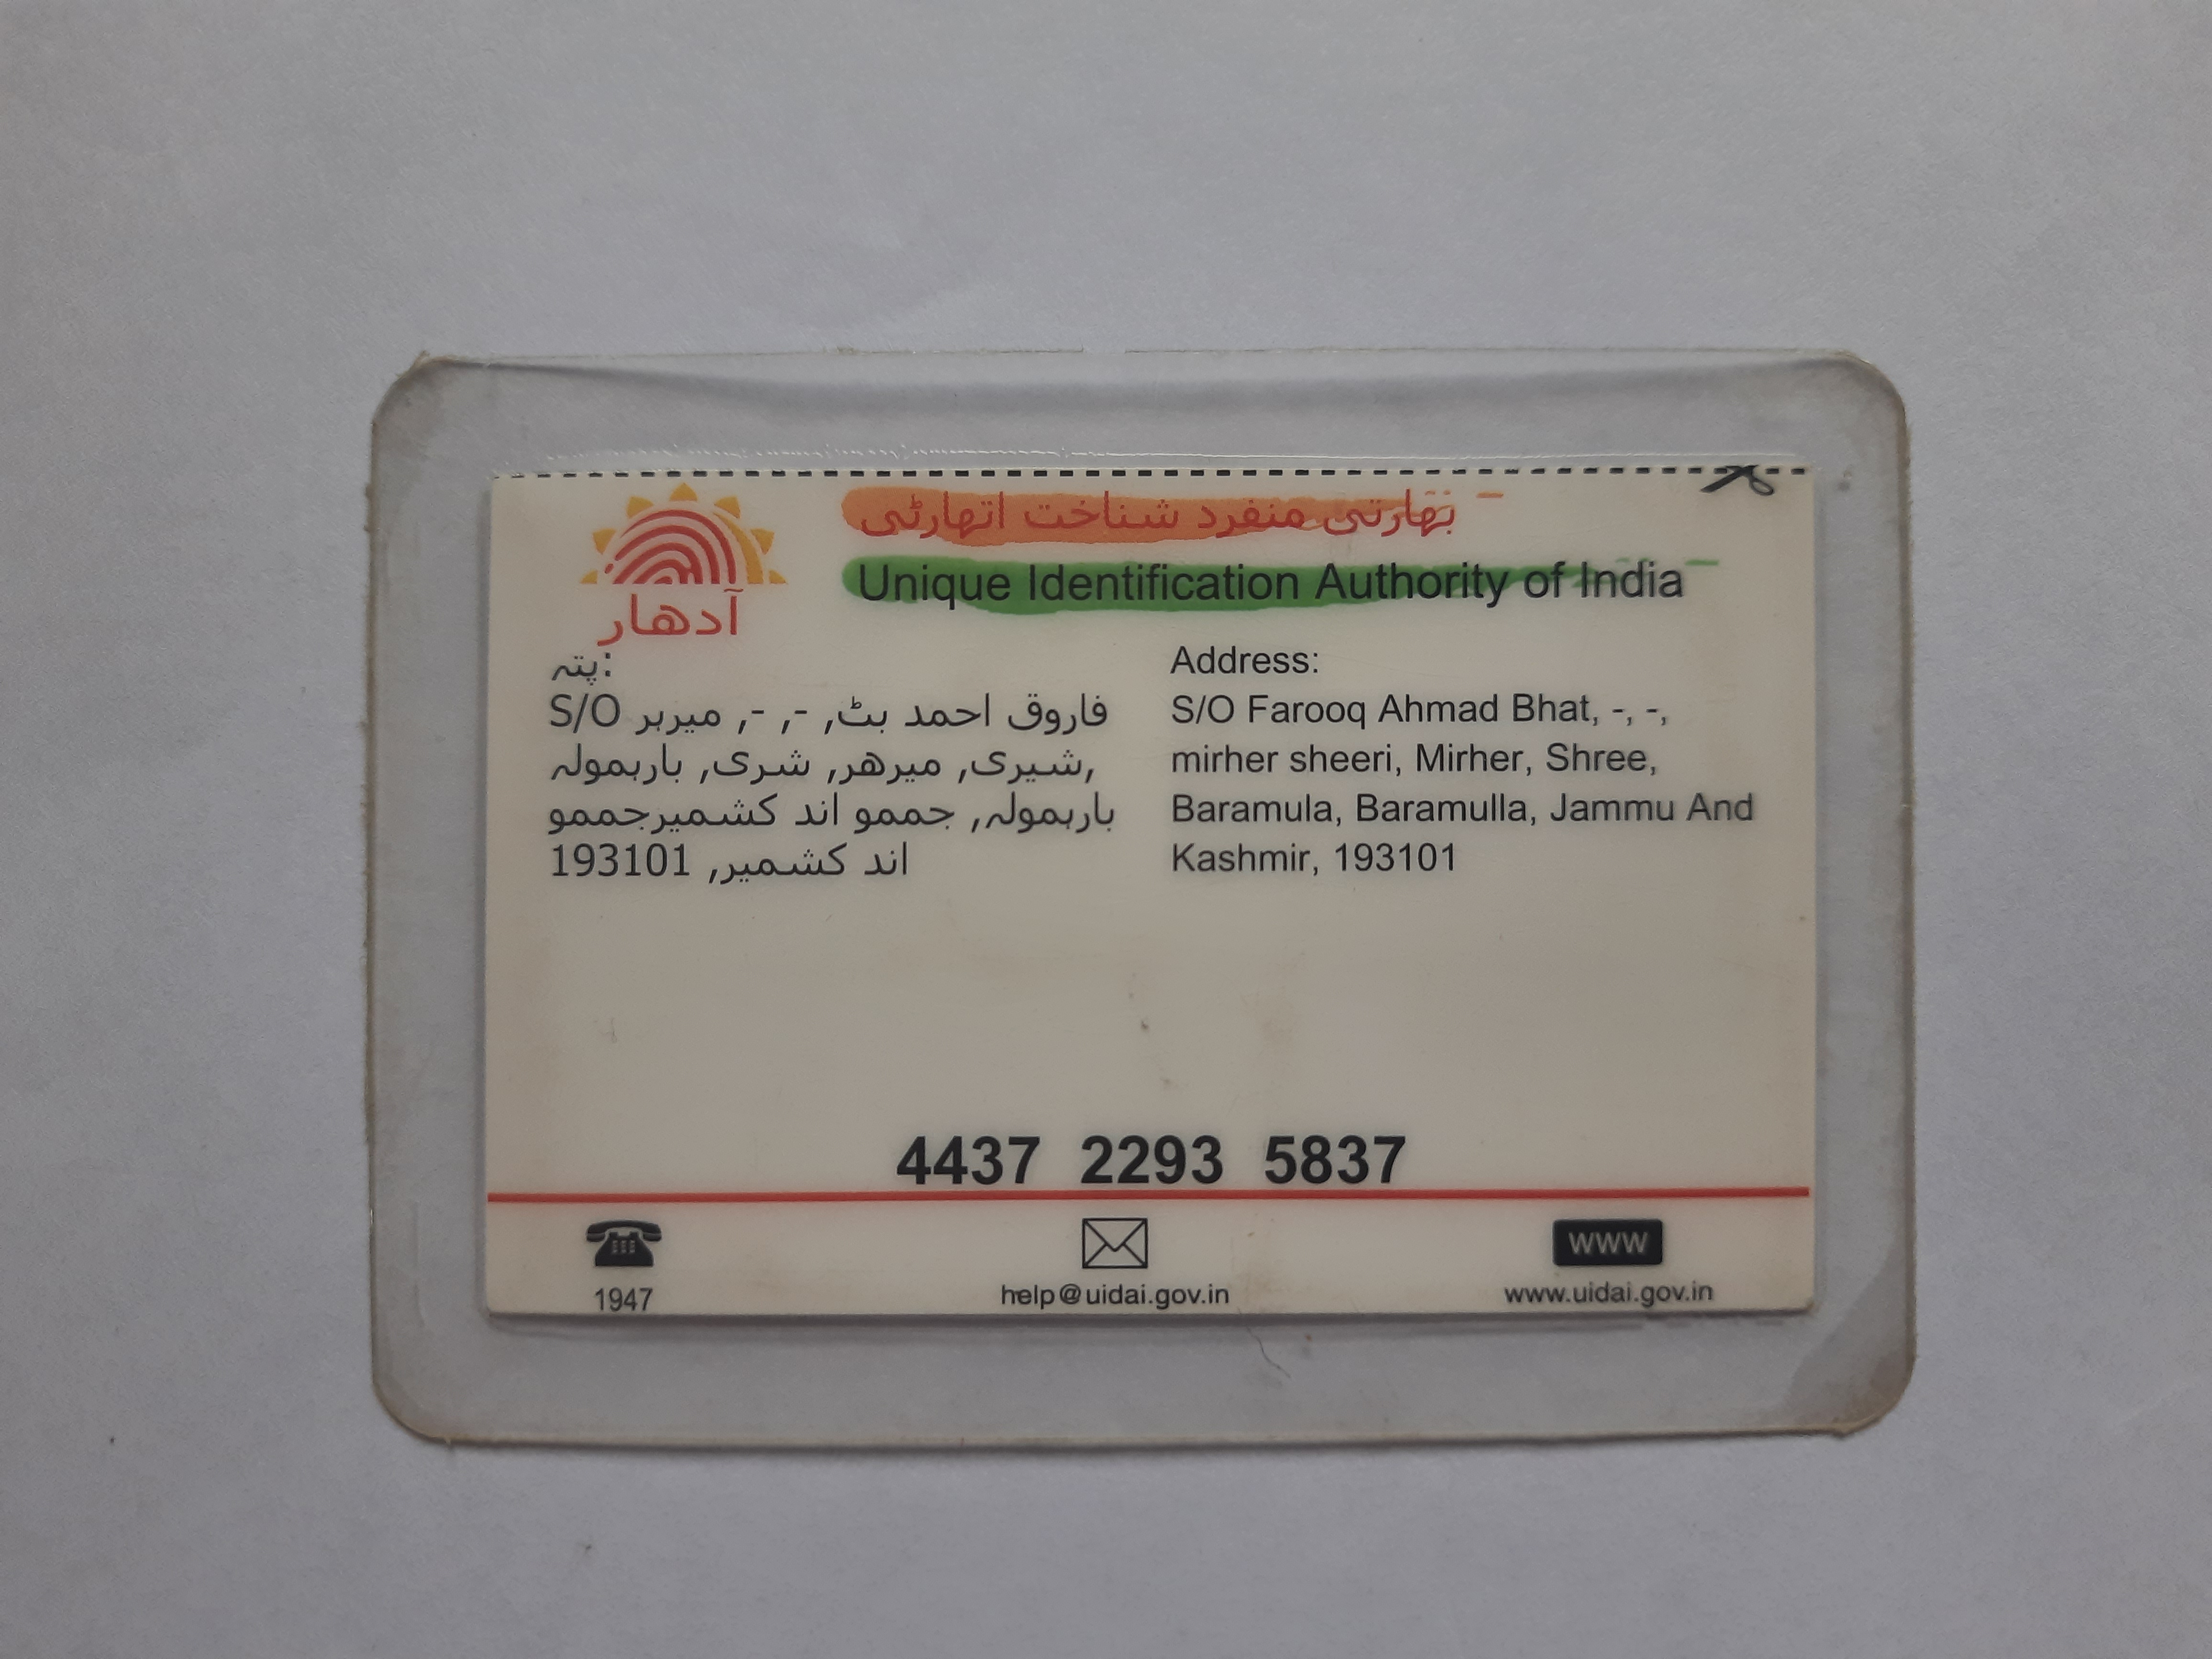 بھارتی منفرد شناخت اتھارٹی
Unique Identification Authority of India
آدھار
پتہ:
S/O فاروق احمد بٹ, -, -, میرہر
شیری, میرھر, شری, بارہمولہ,
بارہمولہ, جممو اند کشمیرجممو
اند کشمیر, 193101
Address:
S/O Farooq Ahmad Bhat, -, -,
mirher sheeri, Mirher, Shree,
Baramula, Baramulla, Jammu And
Kashmir, 193101
4437 2293 5837
1947
help@uidai.gov.in
WWW
www.uidai.gov.in